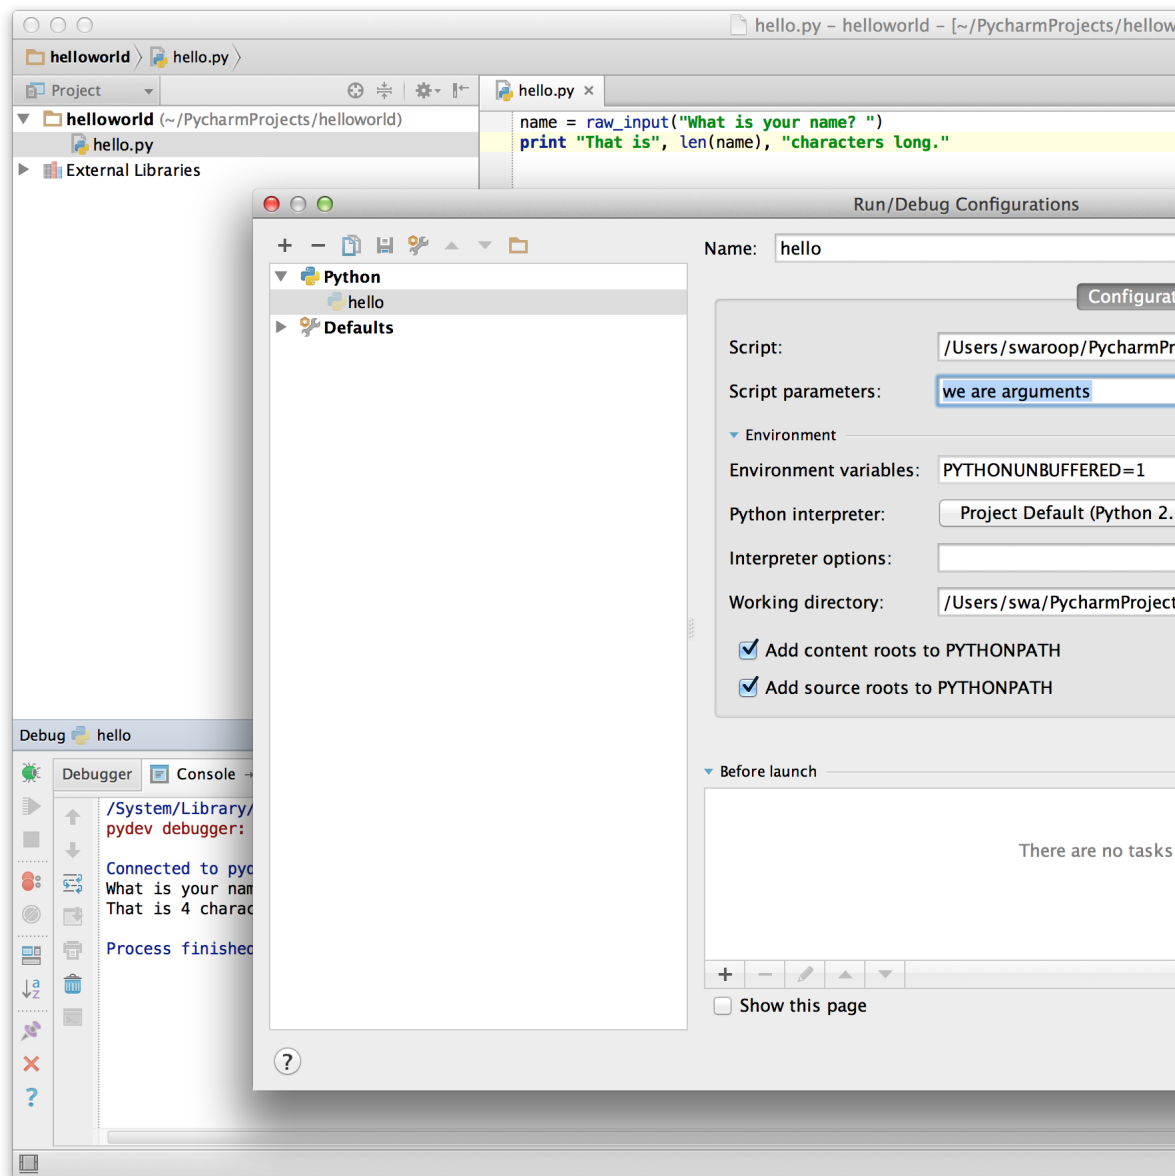 hello.py – helloworld – [~/PycharmProjects/hellow
helloworld hello.py
Project
hello.py
helloworld (~/PycharmProjects/helloworld)
hello.py
External Libraries
name = raw_input("What is your name? ")
print "That is", len(name), "characters long."
Run/Debug Configurations
Python
hello
Defaults
Name: hello
Configurat
Script: /Users/swaroop/PycharmPr
Script parameters: we are arguments
Environment
Environment variables: PYTHONUNBUFFERED=1
Python interpreter: Project Default (Python 2.
Interpreter options:
Working directory: /Users/swa/PycharmProject
Add content roots to PYTHONPATH
Add source roots to PYTHONPATH
Before launch
There are no tasks
Show this page
?
Debug hello
Debugger Console
/System/Library/
pydev debugger:
Connected to pyd
What is your nam
That is 4 charac
Process finished